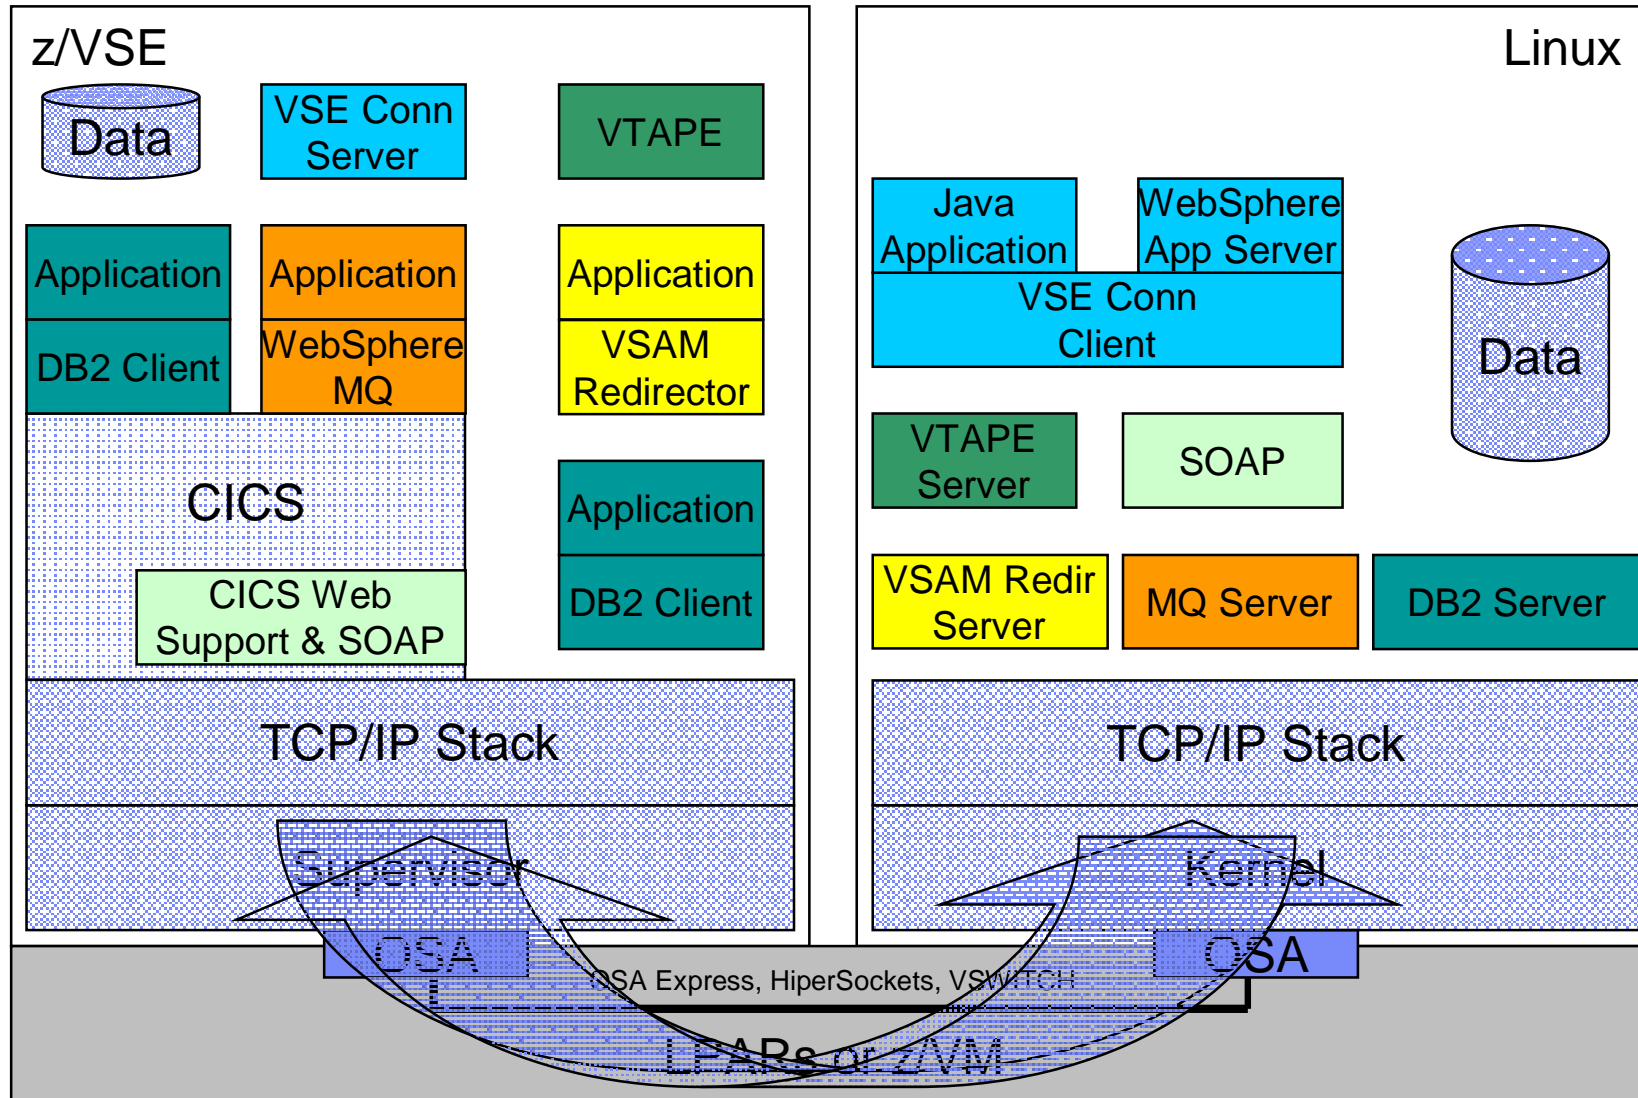 z/VSE
Data
VSE Conn
Server
VTAPE
Application
DB2 Client
Application
WebSphere
MQ
Application
VSAM
Redirector
CICS
CICS Web
Support & SOAP
Application
DB2 Client
TCP/IP Stack
Supervisor
OSA
Linux
Java
Application
WebSphere
App Server
VSE Conn
Client
Data
VTAPE
Server
SOAP
VSAM Redir
Server
MQ Server
DB2 Server
TCP/IP Stack
Kernel
OSA
OSA Express, HiperSockets, VSWITCH
LPARs or z/VM